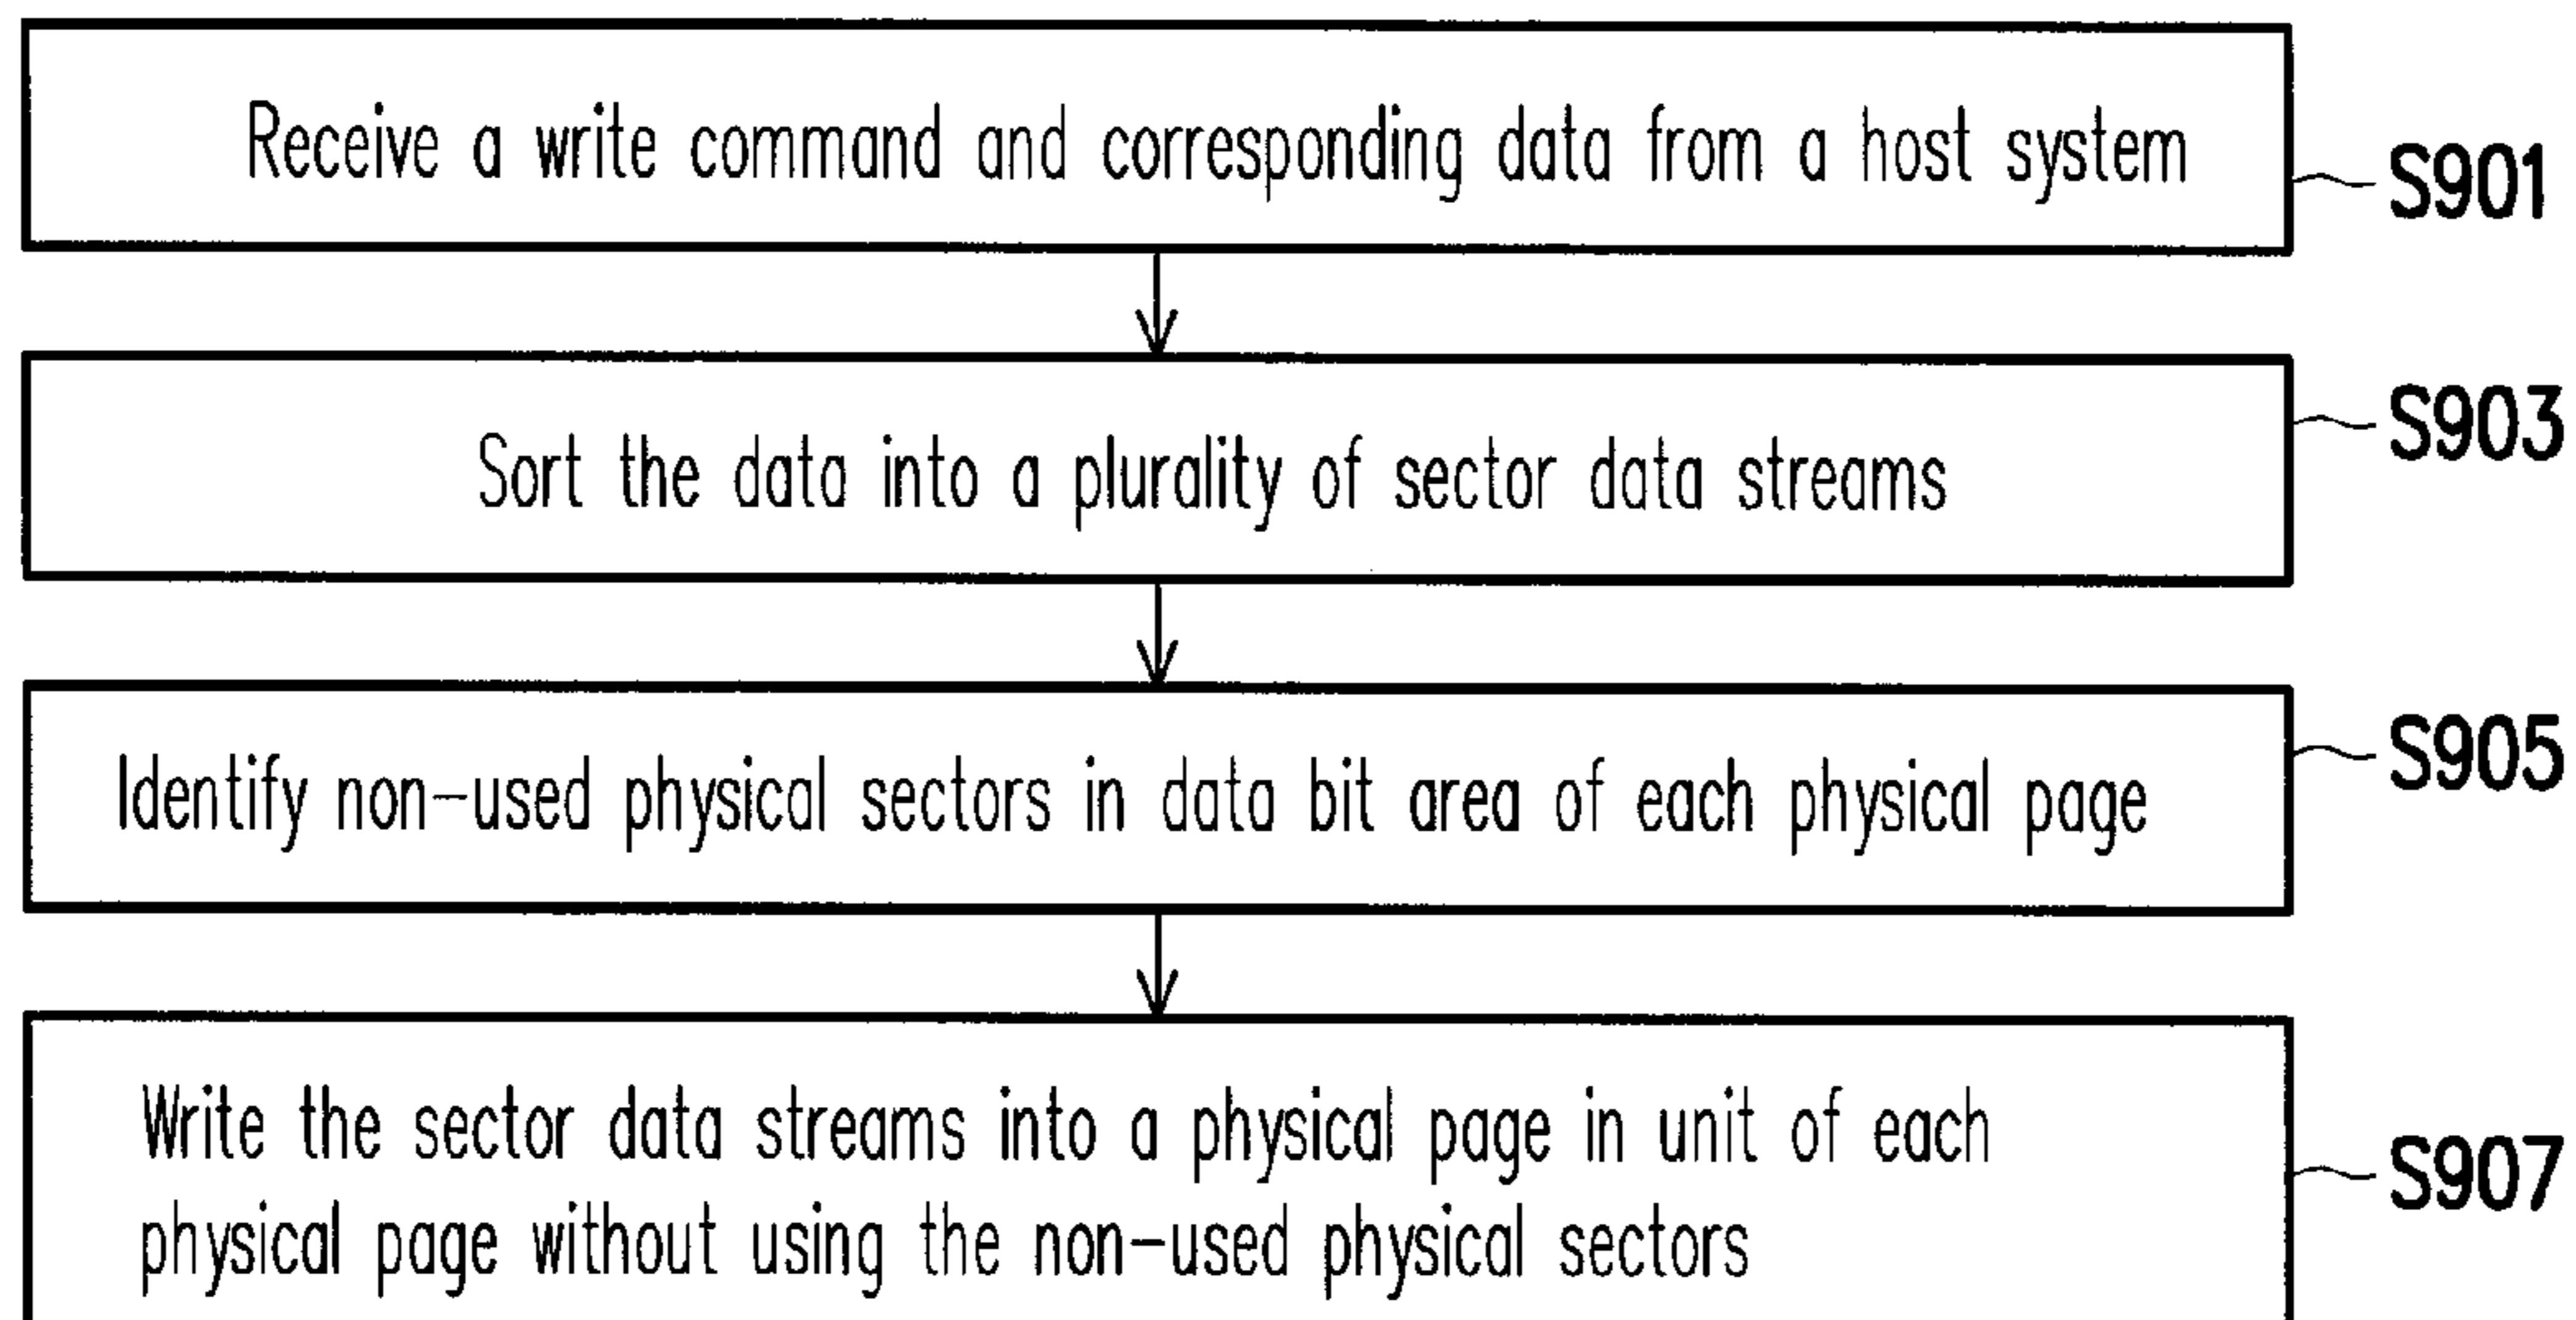 Receive a write command and corresponding data from a host system
S901
Sort the data into a plurality of sector data streams
S903
Identify non-used physical sectors in data bit area of each physical page
S905
Write the sector data streams into a physical page in unit of each
physical page without using the non-used physical sectors
S907